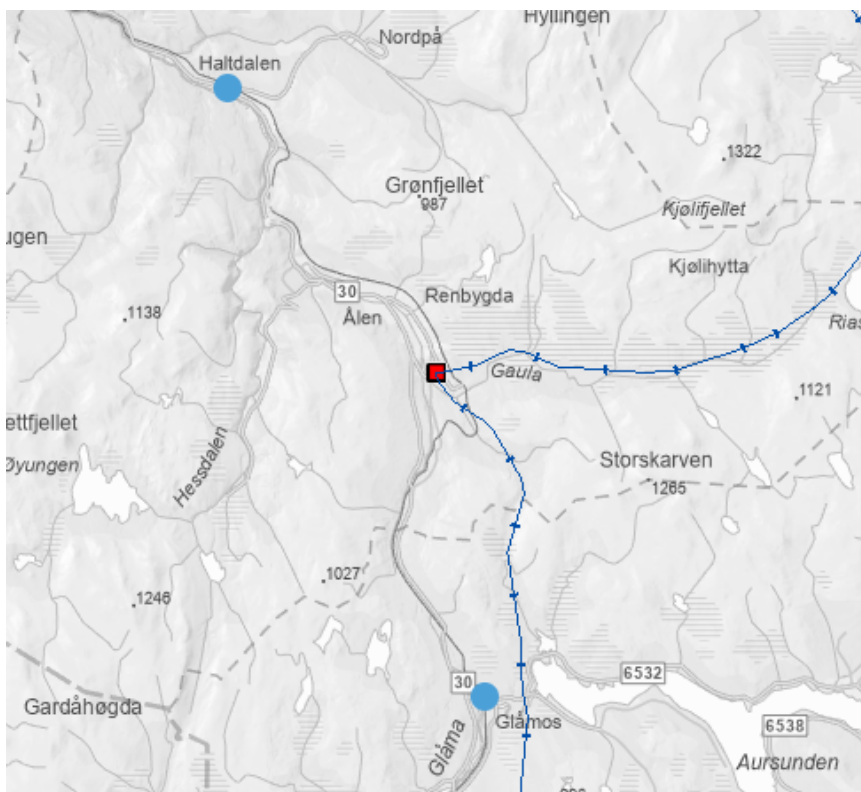 Hyllingen
Nordpå
Haltdalen
1322
Grønfjellet
987
Kjølifjellet
ugen
Kjølihytta
30
Renbygda
1138
Ålen
Rias
Gaula
1121
ettfjellet
Storskarven
Øyungen
Hessdalen
1265
1027
1246
6532
30
Gardåhøgda
Glåmos
6538
Glåma
Aursunden